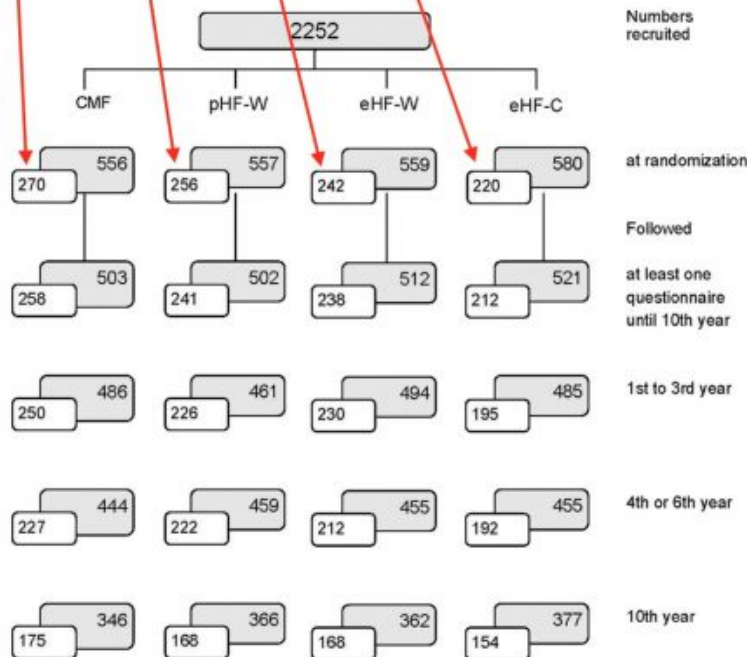 2252
Numbers
recruited
CMF
pHF-W
eHF-W
eHF-C
556
557
559
580
at randomization
270
256
242
220
Followed
503
502
512
521
at least one
questionnaire
until 10th year
258
241
238
212
486
461
494
485
1st to 3rd year
250
226
230
195
444
459
455
455
4th or 6th year
227
222
212
192
346
366
362
377
10th year
175
168
168
154